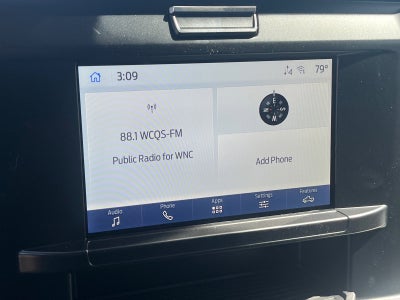 3:09
79°
88.1 WCQS-FM
Public Radio for WNC
E
N
Add Phone
Audio
Phone
Apps
Settings
Features